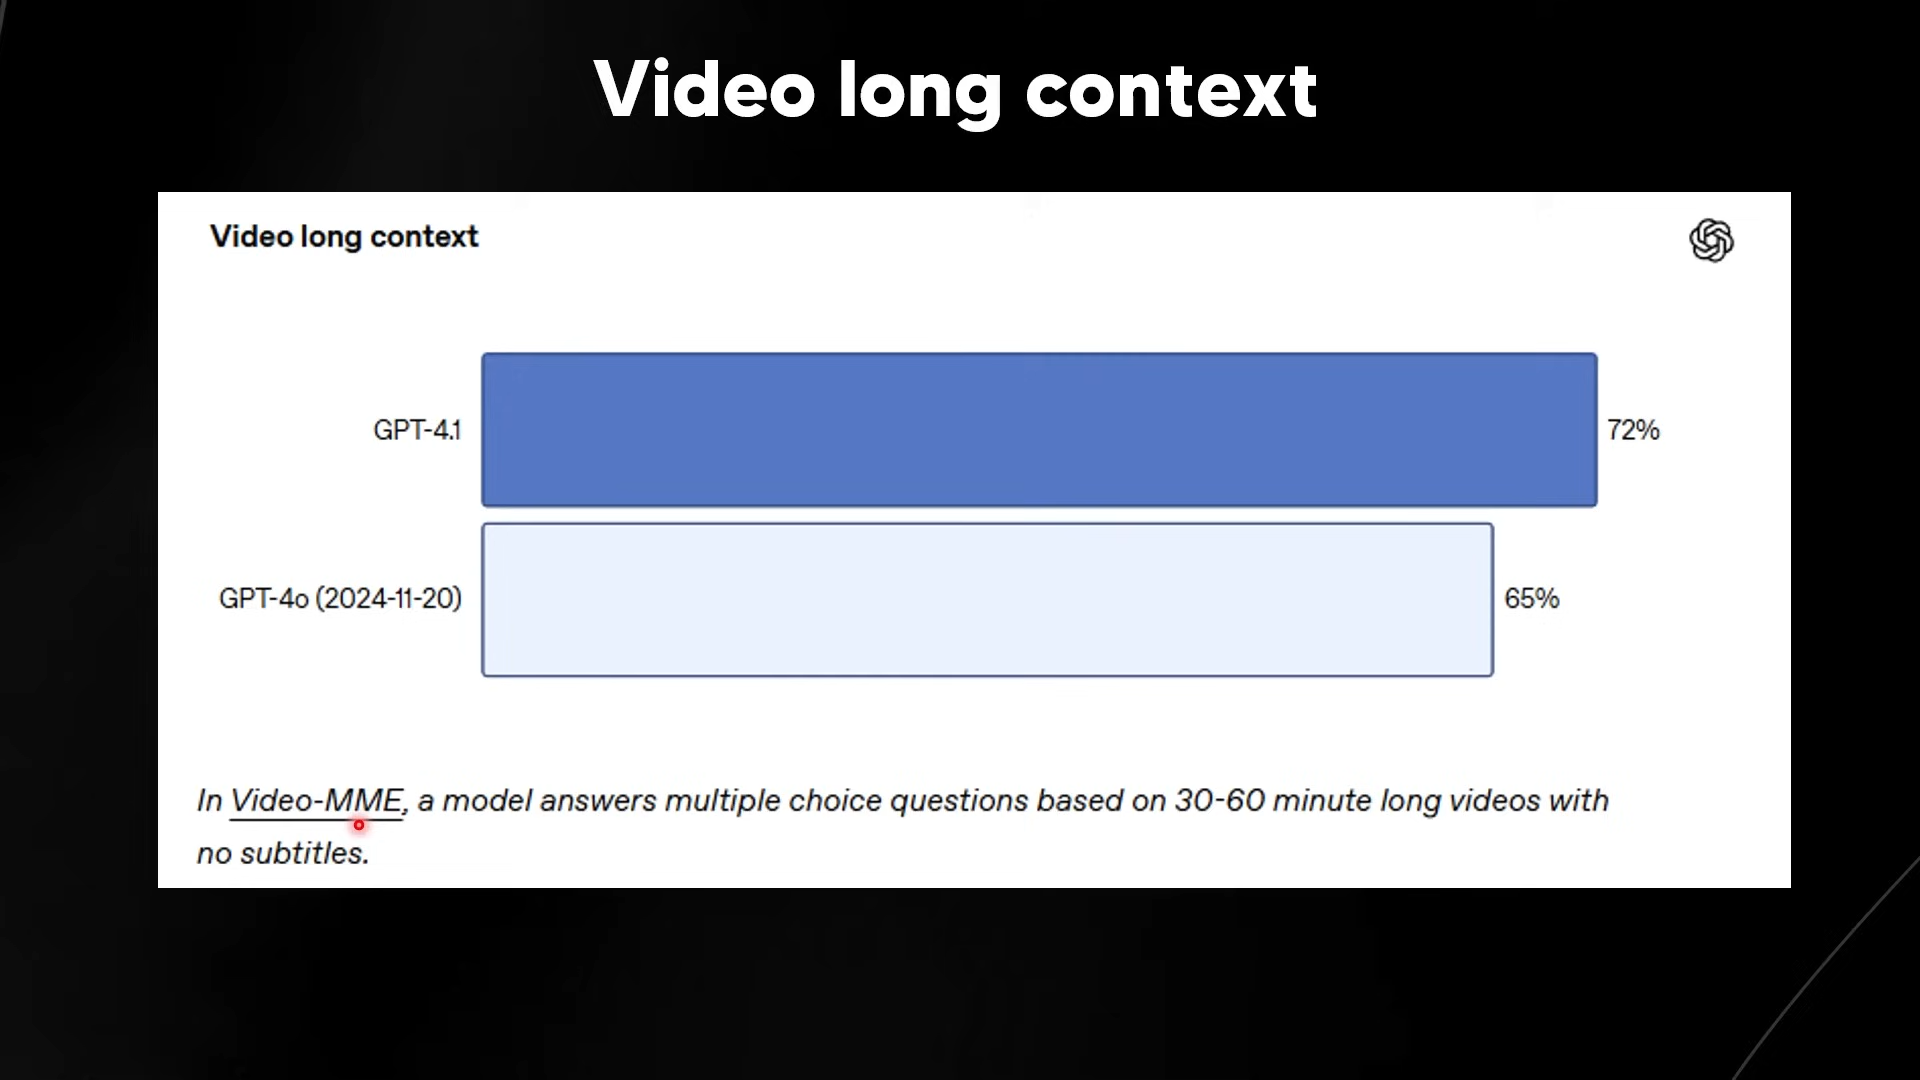 Video long context
Video long context
GPT-4.1
72%
GPT-4o (2024-11-20)
65%
In Video-MME, a model answers multiple choice questions based on 30-60 minute long videos with
no subtitles.